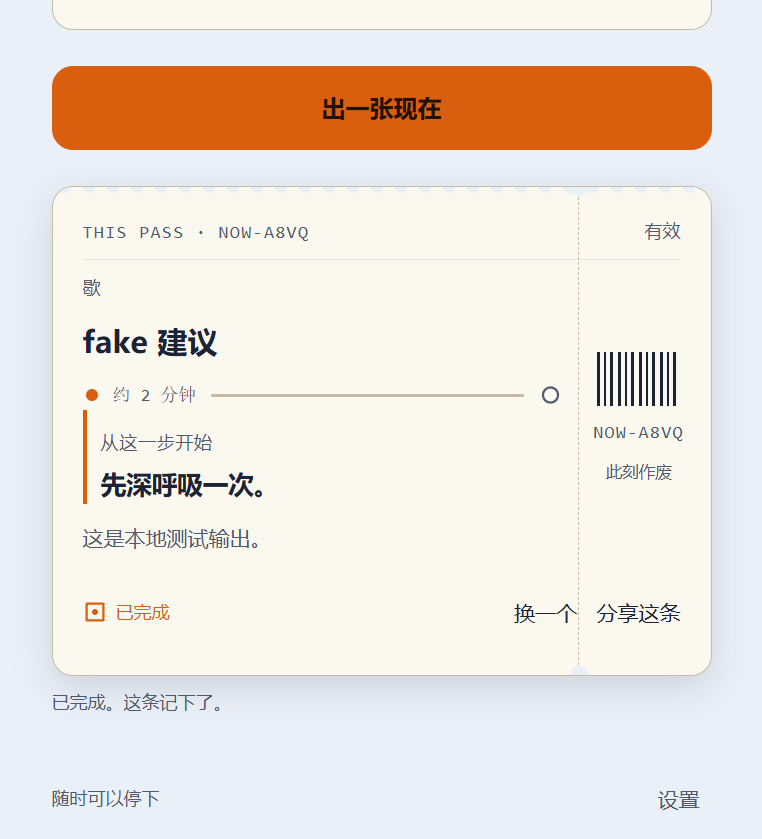 出一张现在
THIS PASS · NOW-A8VQ
有效
歇
fake 建议
约 2 分钟
从这一步开始
先深呼吸一次。
这是本地测试输出。
NOW-A8VQ
此刻作废
已完成
换一个
分享这条
已完成。这条记下了。
随时可以停下
设置